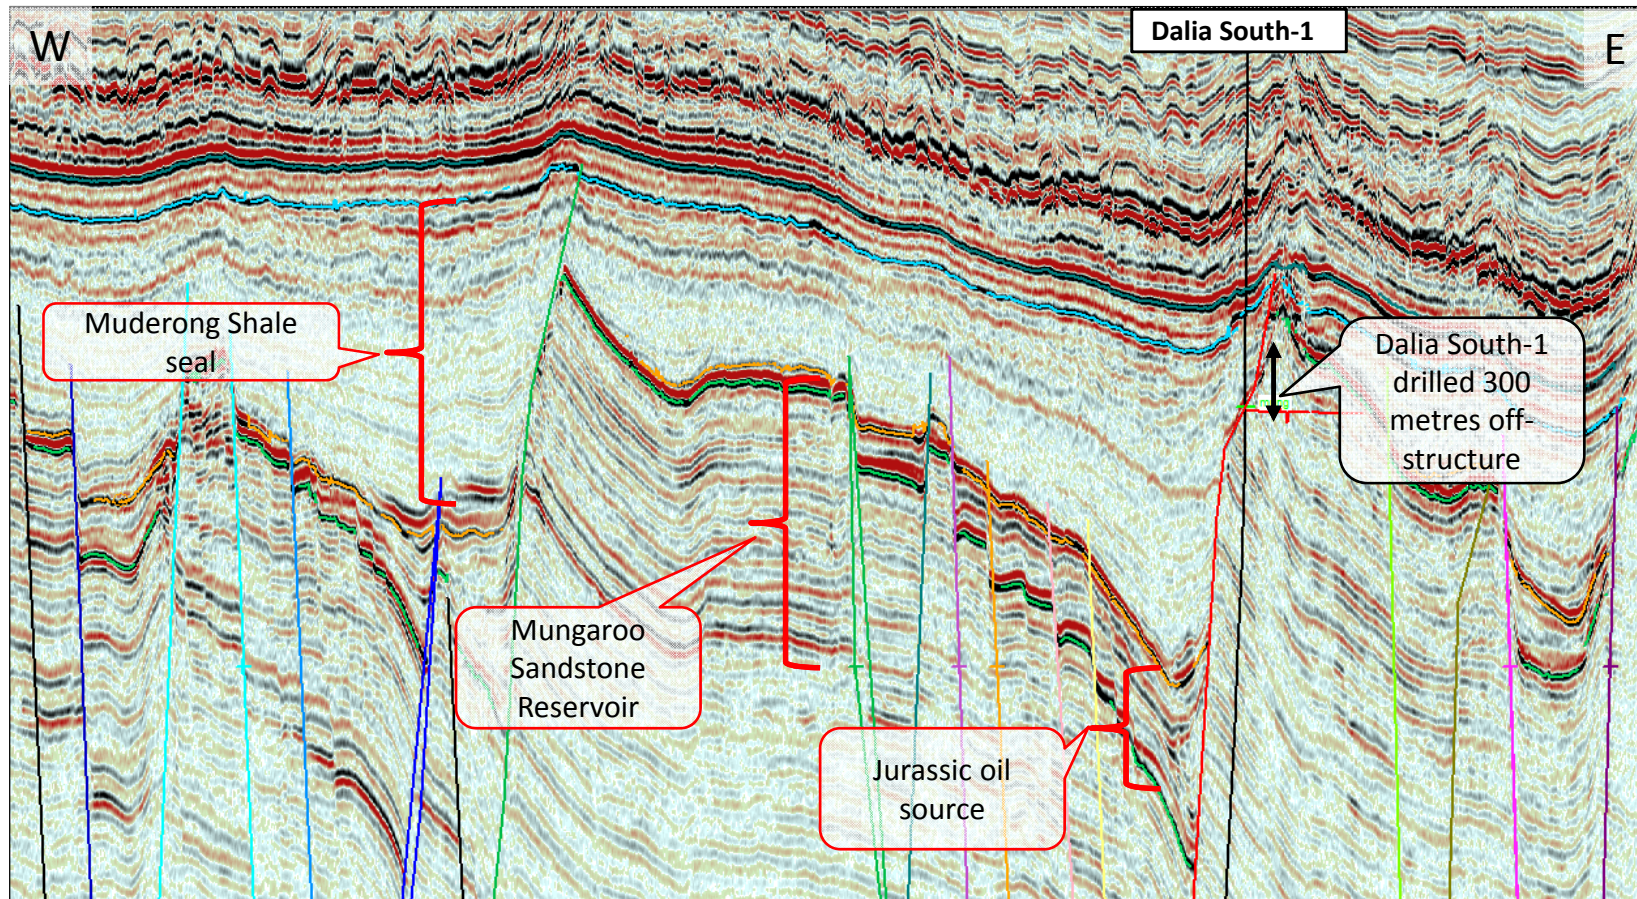 W
Dalia South-1
E
Muderong Shale
seal
Dalia South-1
drilled 300
metres off-
structure
Mungaroo
Sandstone
Reservoir
Jurassic oil
source